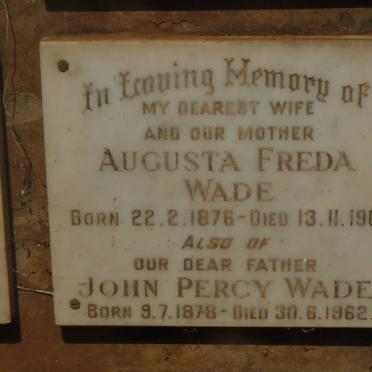 In Loving Memory of
MY DEAREST WIFE
AND OUR MOTHER
AUGUSTA FREDA
WADE
BORN 22.2.1876 - DIED 13.11.19
ALSO OF
OUR DEAR FATHER
JOHN PERCY WADE
BORN 9.7.1878 - DIED 30.6.1962.